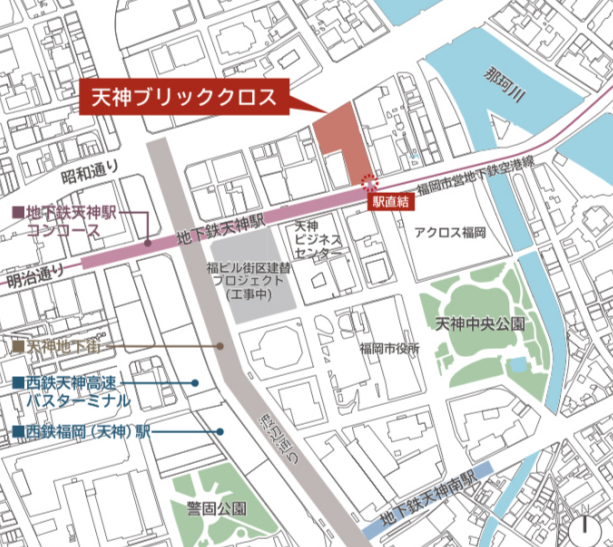 那珂川
天神ブリッククロス
昭和通り
福岡市営地下鉄空港線
駅直結
■地下鉄天神駅
コンコース
地下鉄天神駅
天神
ビジネス
センター
アクロス福岡
明治通り
福ビル街区建替
プロジェクト
(工事中)
天神中央公園
■天神地下街
福岡市役所
■西鉄天神高速
バスターミナル
■西鉄福岡(天神)駅
渡辺通り
地下鉄天神南駅
警固公園